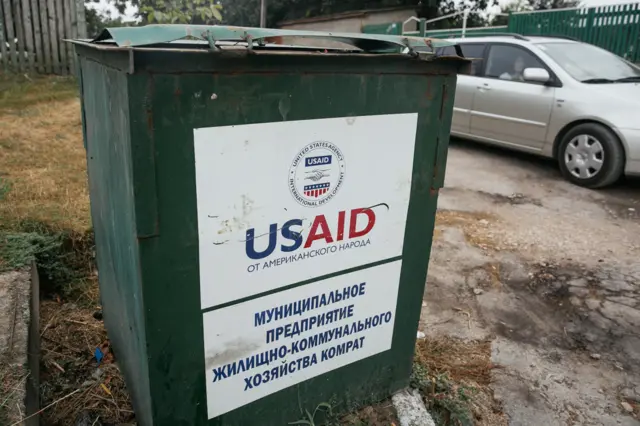 UNITED STATES AGENCY
INTERNATIONAL DEVELOPMENT
USAID
USAID
ОТ АМЕРИКАНСКОГО НАРОДА
МУНИЦИПАЛЬНОЕ
ПРЕДПРИЯТИЕ
ЖИЛИЩНО-КОММУНАЛЬНОГО
ХОЗЯЙСТВА КОМРАТ